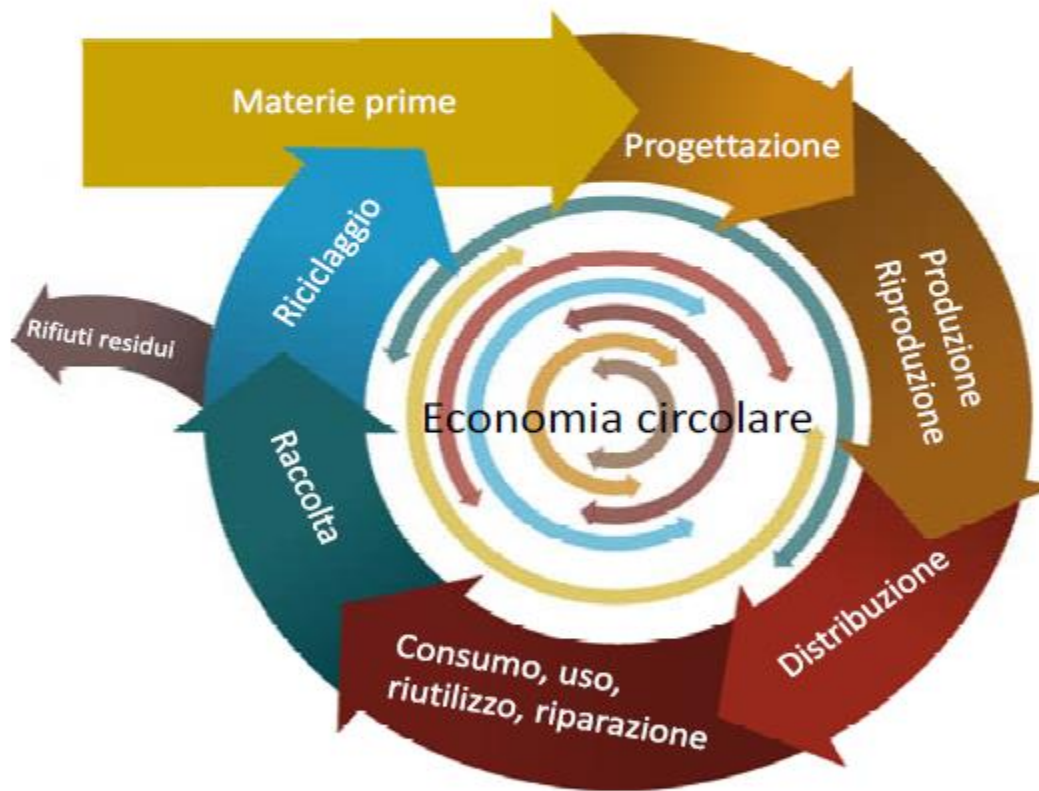 Materie prime
Progettazione
Produzione
Riproduzione
Distribuzione
Consumo, uso,
riutilizzo, riparazione
Raccolta
Riciclaggio
Rifiuti residui
Economia circolare